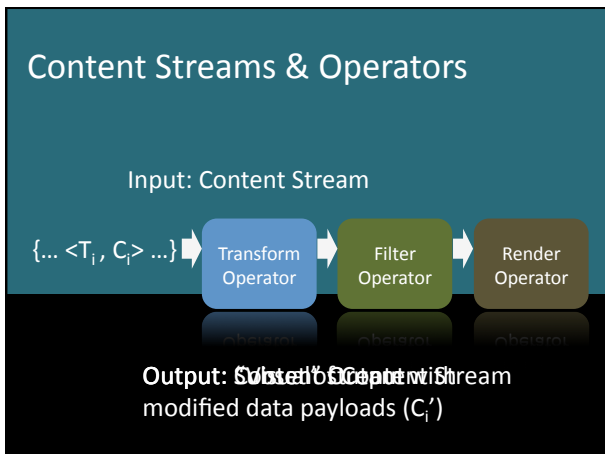 Content Streams & Operators
Input: Content Stream
{... <Tᵢ , Cᵢ> ...}
Transform
Operator
Filter
Operator
Render
Operator
Output:
Stream
modified data payloads (Cᵢ’)